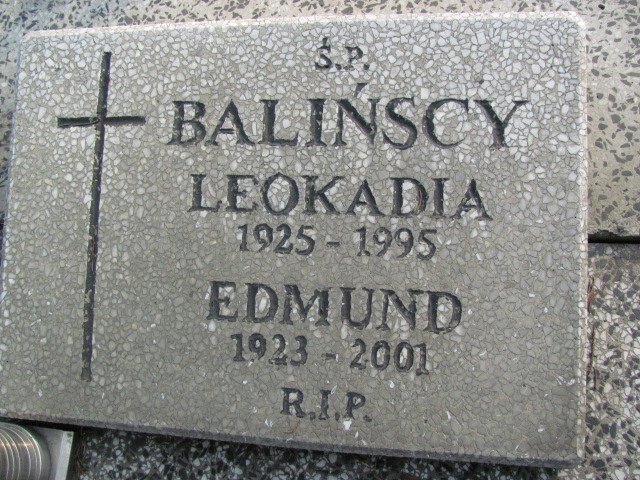 Ś.P.
BALIŃSCY
LEOKADIA
1925 - 1995
EDMUND
1923 - 2001
R.I.P.